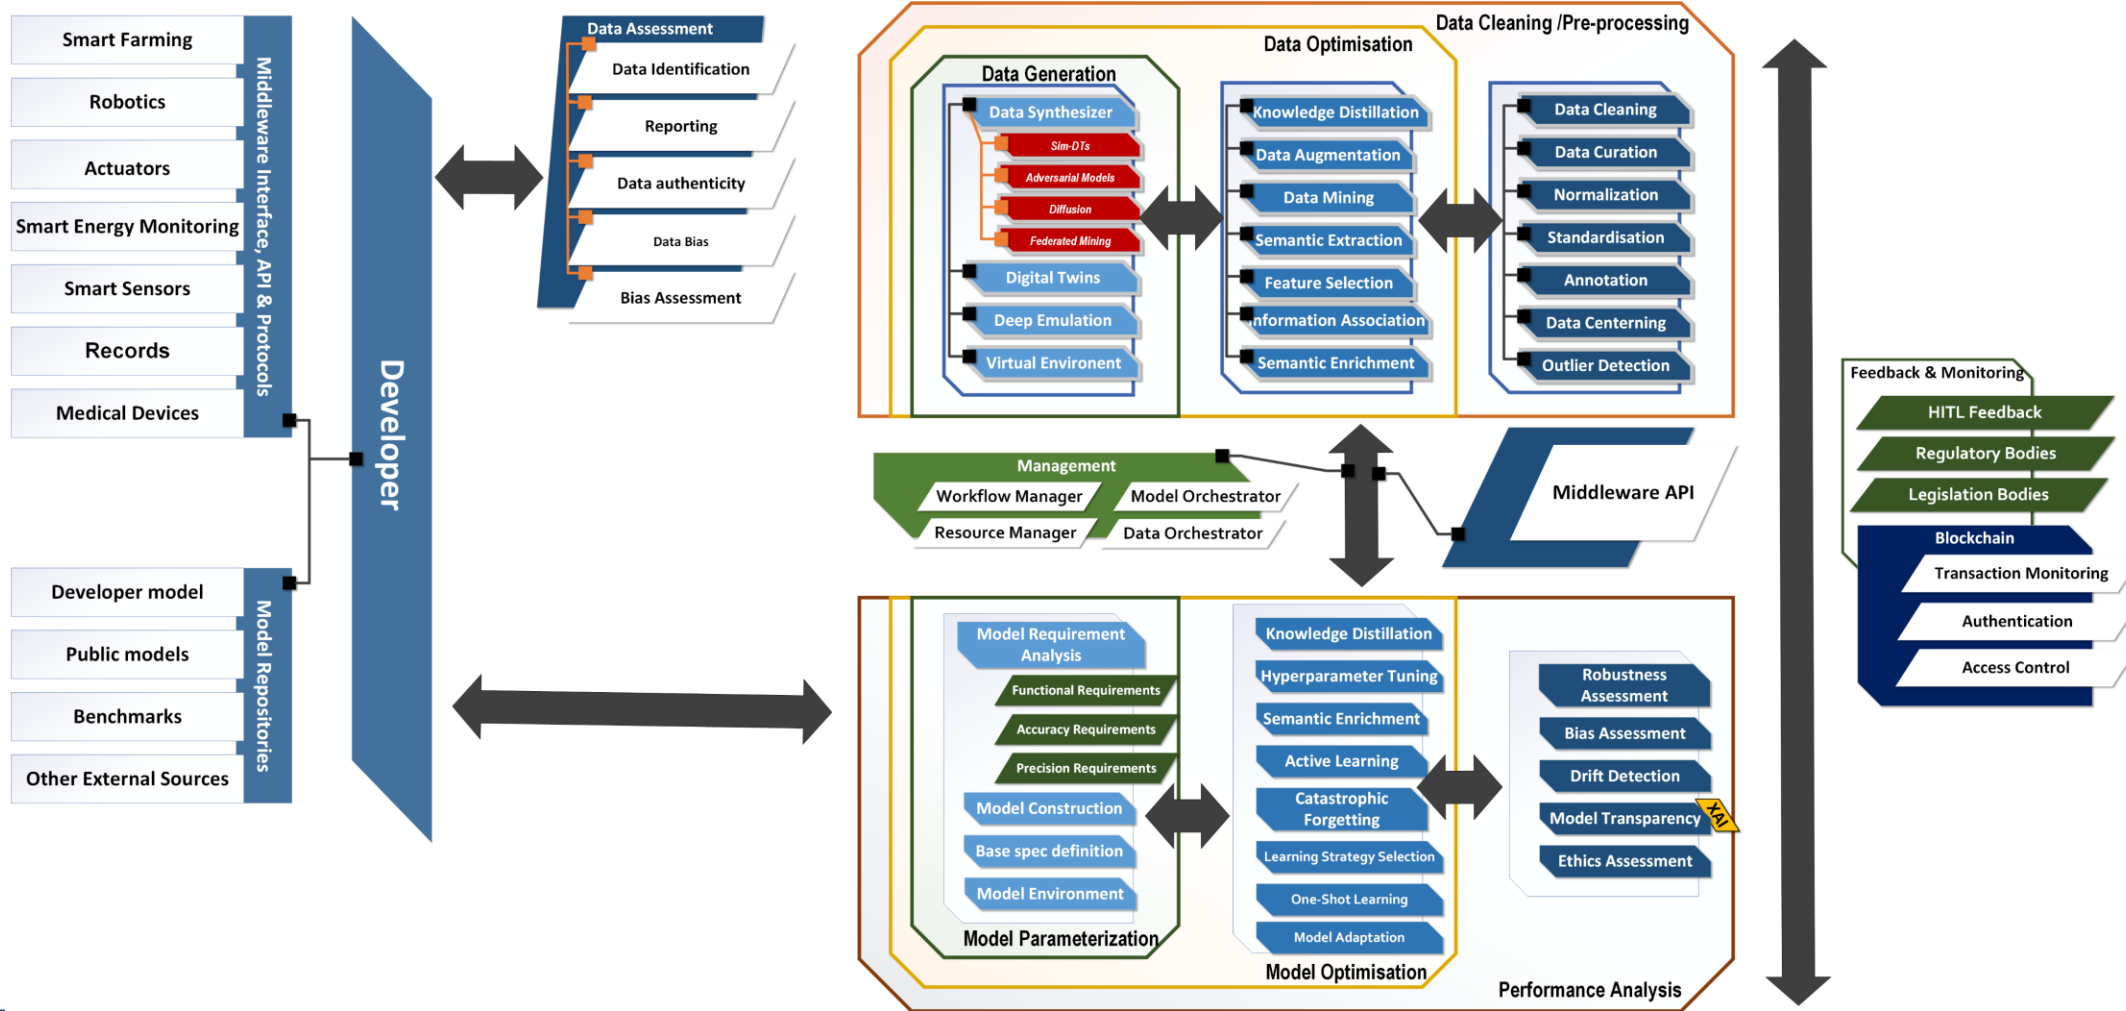 Smart Farming
Robotics
Actuators
Smart Energy Monitoring
Smart Sensors
Records
Medical Devices
Middleware Interface, API & Protocols
Developer model
Public models
Benchmarks
Other External Sources
Model Repositories
Developer
Data Assessment
Data Identification
Reporting
Data authenticity
Data Bias
Bias Assessment
Data Cleaning /Pre-processing
Data Optimisation
Data Generation
Data Synthesizer
Sim-DTs
Adversarial Models
Diffusion
Federated Mining
Digital Twins
Deep Emulation
Virtual Environent
Knowledge Distillation
Data Augmentation
Data Mining
Semantic Extraction
Feature Selection
Information Association
Semantic Enrichment
Data Cleaning
Data Curation
Normalization
Standardisation
Annotation
Data Centerning
Outlier Detection
Management
Workflow Manager
Model Orchestrator
Resource Manager
Data Orchestrator
Middleware API
Model Requirement
Analysis
Functional Requirements
Accuracy Requirements
Precision Requirements
Model Construction
Base spec definition
Model Environment
Model Parameterization
Knowledge Distillation
Hyperparameter Tuning
Semantic Enrichment
Active Learning
Catastrophic
Forgetting
Learning Strategy Selection
One-Shot Learning
Model Adaptation
Model Optimisation
Robustness
Assessment
Bias Assessment
Drift Detection
Model Transparency
XAI
Ethics Assessment
Performance Analysis
Feedback & Monitoring
HITL Feedback
Regulatory Bodies
Legislation Bodies
Blockchain
Transaction Monitoring
Authentication
Access Control